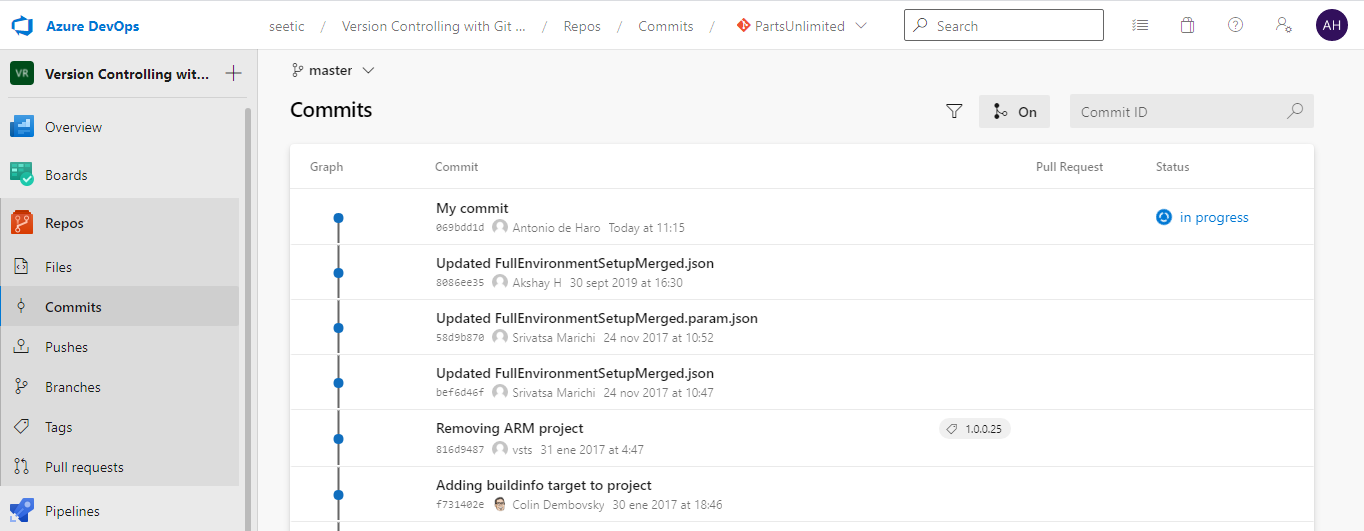 Azure DevOps
seetic / Version Controlling with Git ... / Repos / Commits / PartsUnlimited
Search
AH
VR Version Controlling wit... +
master
Commits
On
Commit ID
Overview
Boards
Repos
Files
Commits
Pushes
Branches
Tags
Pull requests
Pipelines
Graph Commit Pull Request Status
My commit
069bdd1d Antonio de Haro Today at 11:15
in progress
Updated FullEnvironmentSetupMerged.json
8086ee35 Akshay H 30 sept 2019 at 16:30
Updated FullEnvironmentSetupMerged.param.json
58d9b870 Srivatsa Marichi 24 nov 2017 at 10:52
Updated FullEnvironmentSetupMerged.json
bef6d46f Srivatsa Marichi 24 nov 2017 at 10:47
Removing ARM project
816d9487 vsts 31 ene 2017 at 4:47
1.0.0.25
Adding buildinfo target to project
f731402e Colin Dembovsky 30 ene 2017 at 18:46